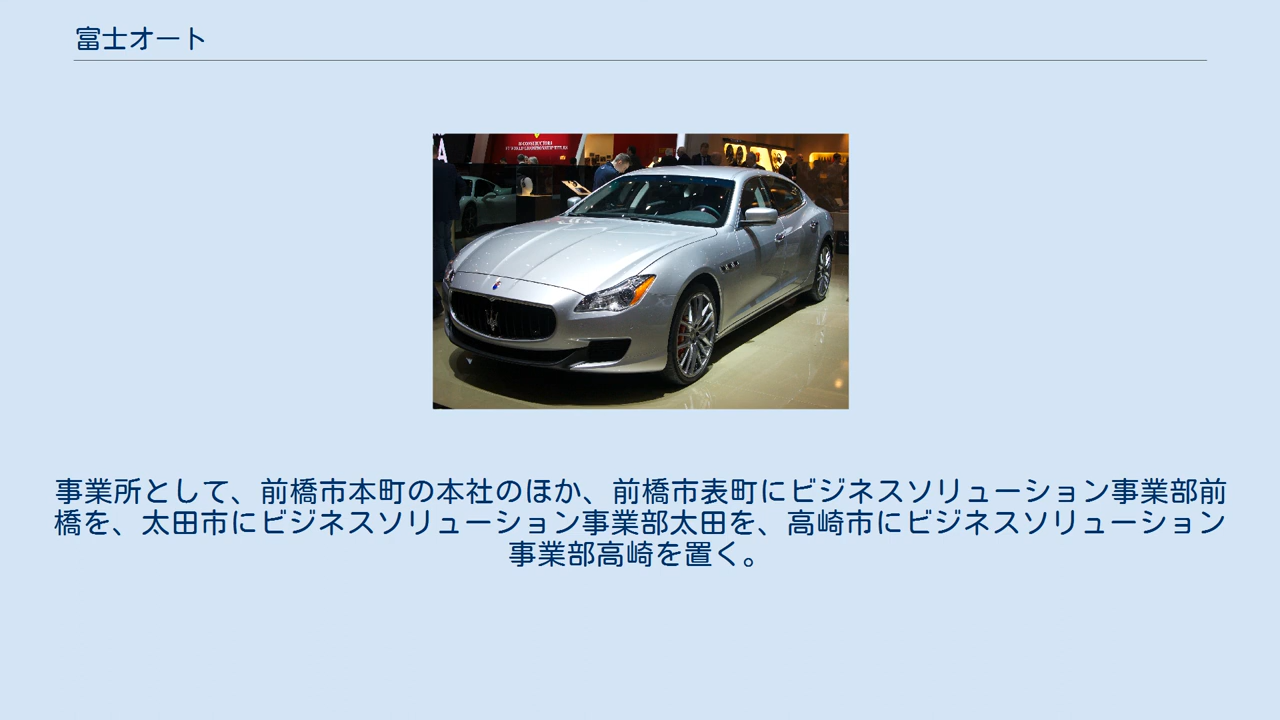 富士オート
事業所として、前橋市本町の本社のほか、前橋市表町にビジネスソリューション事業部前
橋を、太田市にビジネスソリューション事業部太田を、高崎市にビジネスソリューション
事業部高崎を置く。